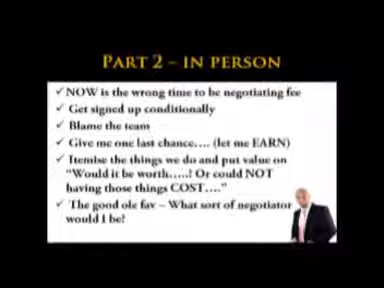 PART 2 – IN PERSON
✓ NOW is the wrong time to be negotiating fee
✓ Get signed up conditionally
✓ Blame the team
✓ Give me one last chance…. (let me EARN)
✓ Itemise the things we do and put value on
“Would it be worth…..! Or could NOT
having those things COST….”
✓ The good ole fav – What sort of negotiator
would I be!